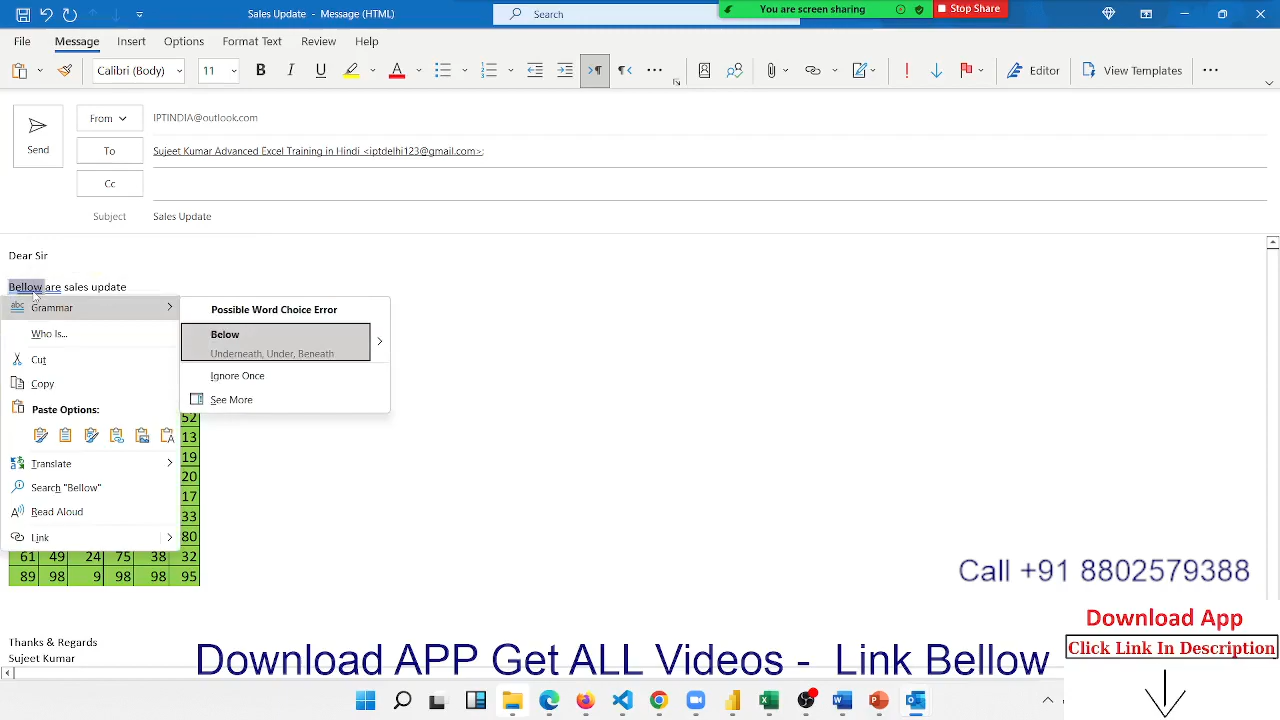 Sales Update - Message (HTML)
Search
You are screen sharing
Stop Share
File
Message
Insert
Options
Format Text
Review
Help
Calibri (Body)
11
B
I
U
A
Editor
View Templates
Send
From
IPTINDIA@outlook.com
To
Sujeet Kumar Advanced Excel Training in Hindi <iptdelhi123@gmail.com>;
Cc
Subject
Sales Update
Dear Sir
Bellow are sales update
abc
Grammar
Who Is...
Cut
Copy
Paste Options:
Translate
Search "Bellow"
Read Aloud
Link
Possible Word Choice Error
Below
Underneath, Under, Beneath
Ignore Once
See More
52
13
19
20
17
33
80
61 49 24 75 38 32
89 98 9 98 98 95
Thanks & Regards
Sujeet Kumar
Call +91 8802579388
Download App
Click Link In Description
Download APP Get ALL Videos - Link Bellow